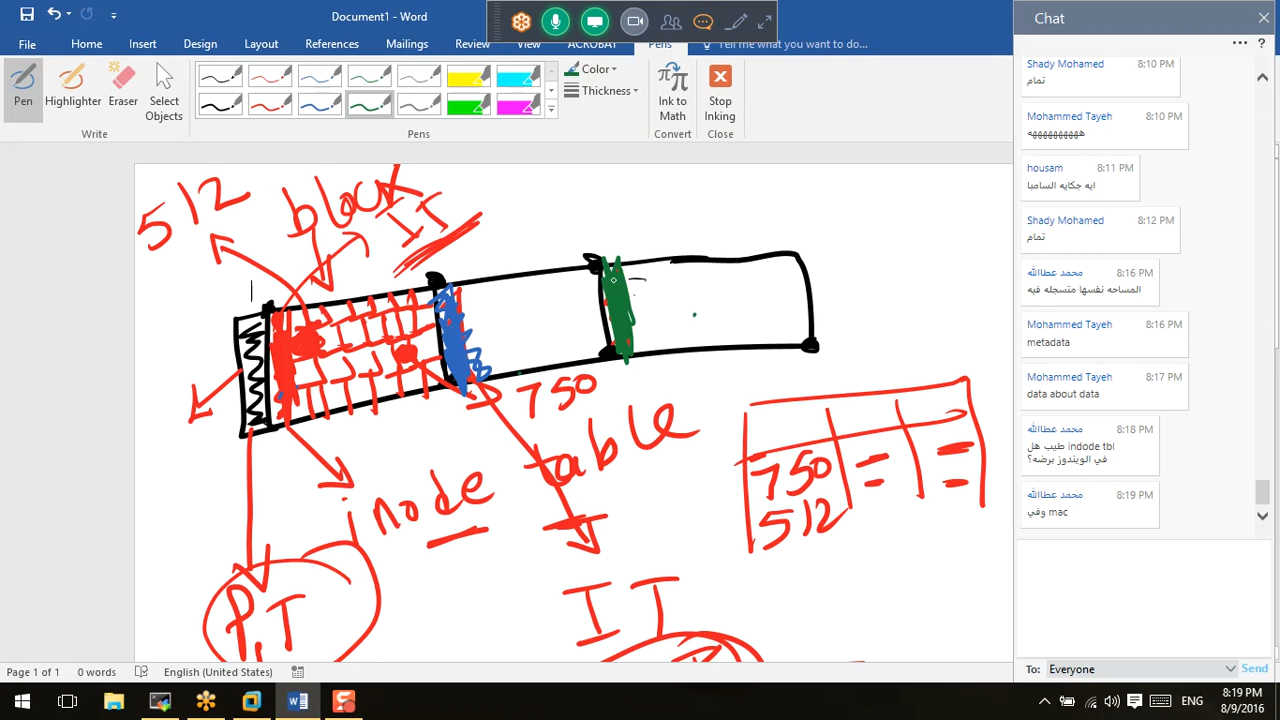 Document1 - Word
File
Home
Insert
Design
Layout
References
Mailings
Review
View
ACROBAT
Pens
Tell me what you want to do...
Pen
Highlighter
Eraser
Select Objects
Write
Pens
Color
Thickness
Ink to Math
Convert
Stop Inking
Close
512
block
IT
750
inode table
750
512
P.T
IT
Chat
Shady Mohamed 8:10 PM
تمام
Mohammed Tayeh 8:10 PM
هههههههههههه
housam 8:11 PM
ايه حكايه السامبا
Shady Mohamed 8:12 PM
تمام
محمد عطاالله 8:16 PM
المساحه نفسها متسجله فيه
Mohammed Tayeh 8:16 PM
metadata
Mohammed Tayeh 8:17 PM
data about data
محمد عطاالله 8:18 PM
طيب هل indode tbl
في الويندوز برضه؟
محمد عطاالله 8:19 PM
وفي mac
To: Everyone Send
Page 1 of 1 0 words English (United States)
ENG 8:19 PM
8/9/2016